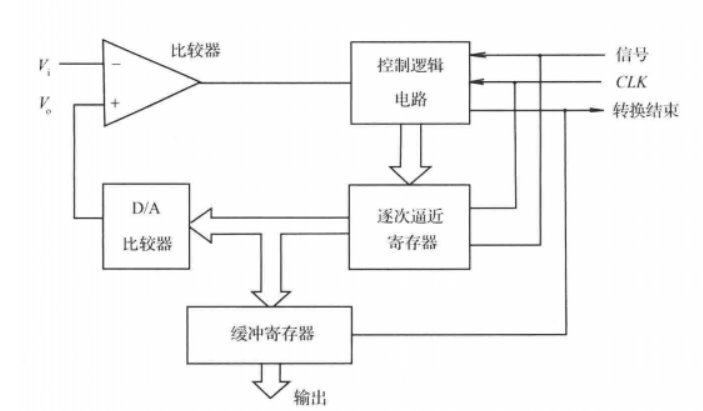 比较器
信号
V_i
−
控制逻辑
电路
CLK
V_o
+
转换结束
D/A
比较器
逐次逼近
寄存器
缓冲寄存器
输出